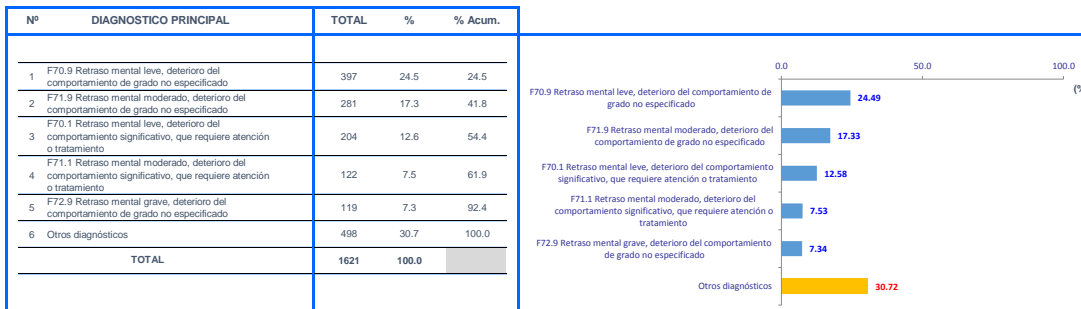 Nº DIAGNOSTICO PRINCIPAL TOTAL % % Acum.
1 F70.9 Retraso mental leve, deterioro del
comportamiento de grado no especificado 397 24.5 24.5
2 F71.9 Retraso mental moderado, deterioro del
comportamiento de grado no especificado 281 17.3 41.8
3 F70.1 Retraso mental leve, deterioro del
comportamiento significativo, que requiere atención
o tratamiento 204 12.6 54.4
4 F71.1 Retraso mental moderado, deterioro del
comportamiento significativo, que requiere atención
o tratamiento 122 7.5 61.9
5 F72.9 Retraso mental grave, deterioro del
comportamiento de grado no especificado 119 7.3 92.4
6 Otros diagnósticos 498 30.7 100.0
TOTAL 1621 100.0
0.0 50.0 100.0
(%
F70.9 Retraso mental leve, deterioro del comportamiento de
grado no especificado 24.49
F71.9 Retraso mental moderado, deterioro del
comportamiento de grado no especificado 17.33
F70.1 Retraso mental leve, deterioro del comportamiento
significativo, que requiere atención o tratamiento 12.58
F71.1 Retraso mental moderado, deterioro del
comportamiento significativo, que requiere atención o
tratamiento 7.53
F72.9 Retraso mental grave, deterioro del comportamiento
de grado no especificado 7.34
Otros diagnósticos 30.72